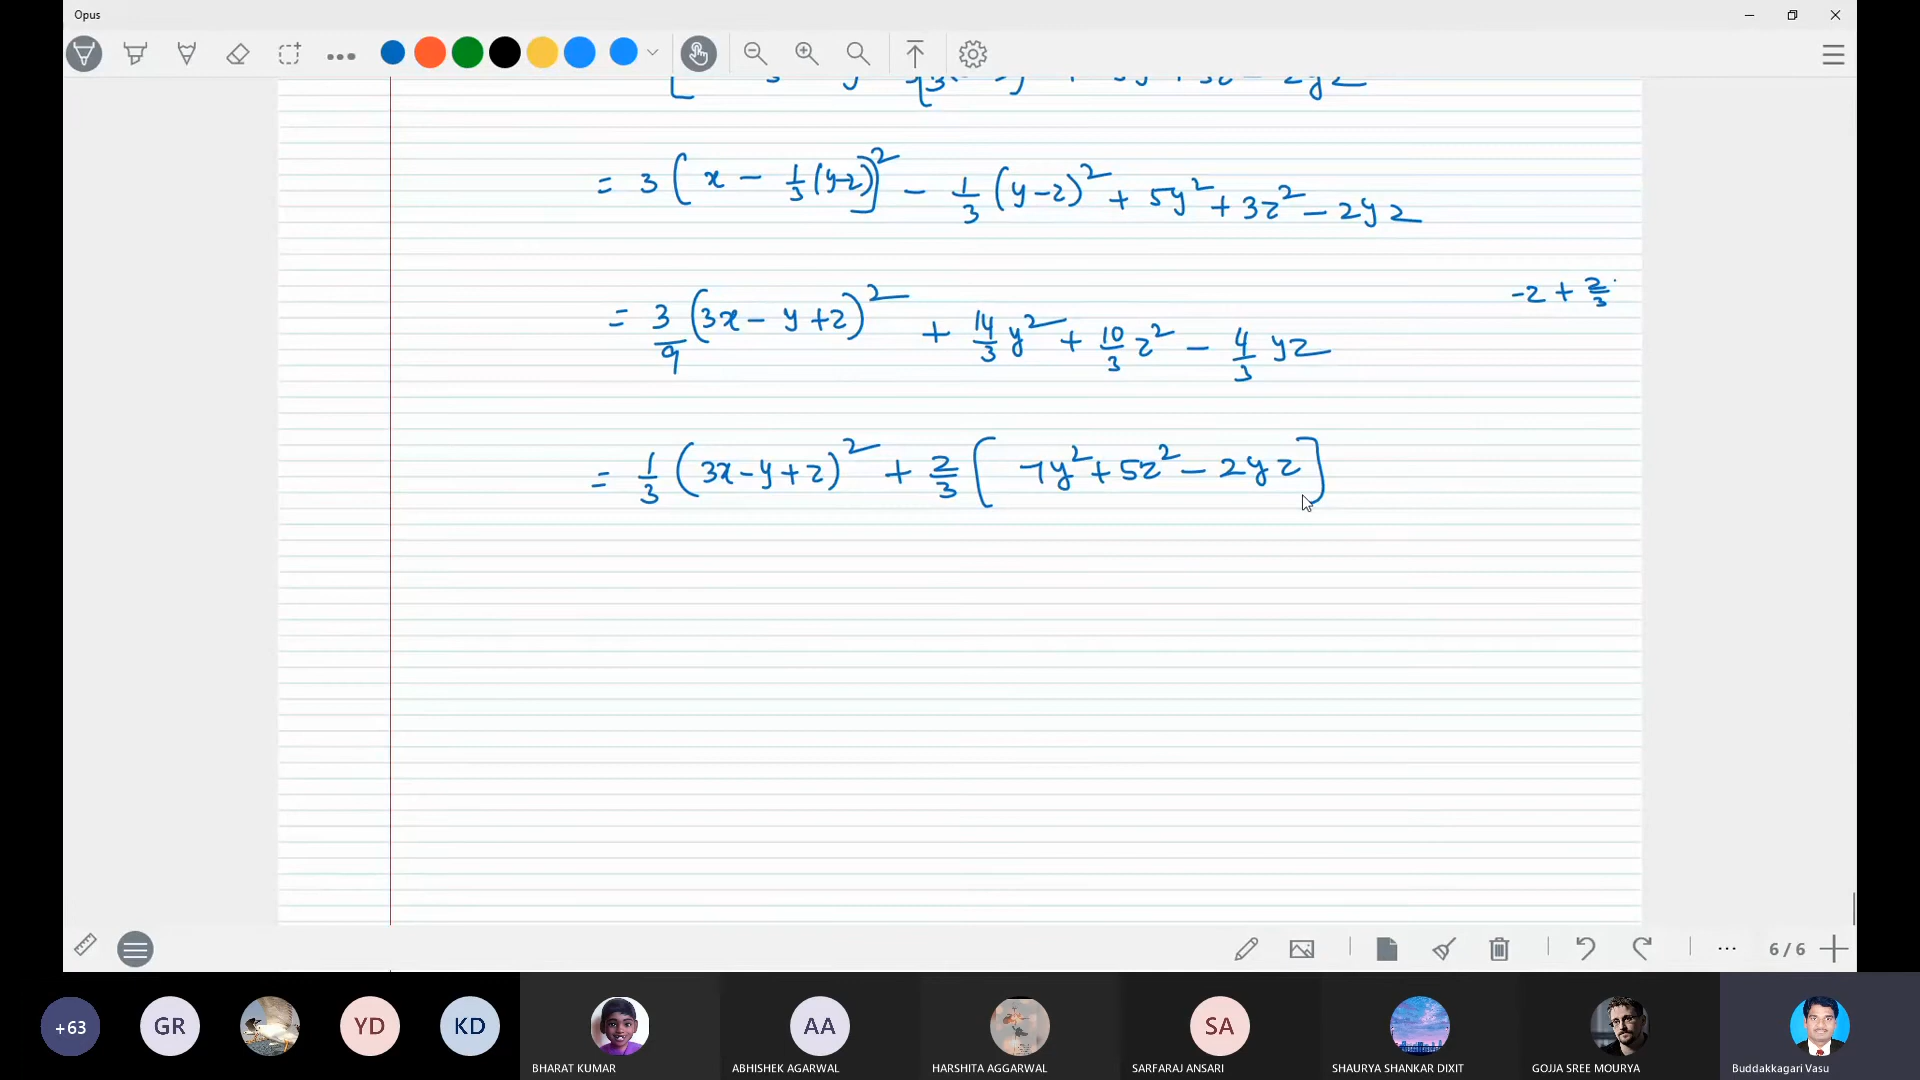 Opus
= 3 ( x - 1/3 (y-z) ]² - 1/3 (y-z)² + 5y² + 3z² - 2yz
-2 + 2/3
= 3/9 (3x - y + z)² + 14/3 y² + 10/3 z² - 4/3 yz
= 1/3 (3x - y + z)² + 2/3 [ 7y² + 5z² - 2yz ]
6 / 6
+63 GR YD KD AA SA
BHARAT KUMAR ABHISHEK AGARWAL HARSHITA AGGARWAL SARFARAJ ANSARI SHAURYA SHANKAR DIXIT GOJJA SREE MOURYA Buddakkagari Vasu